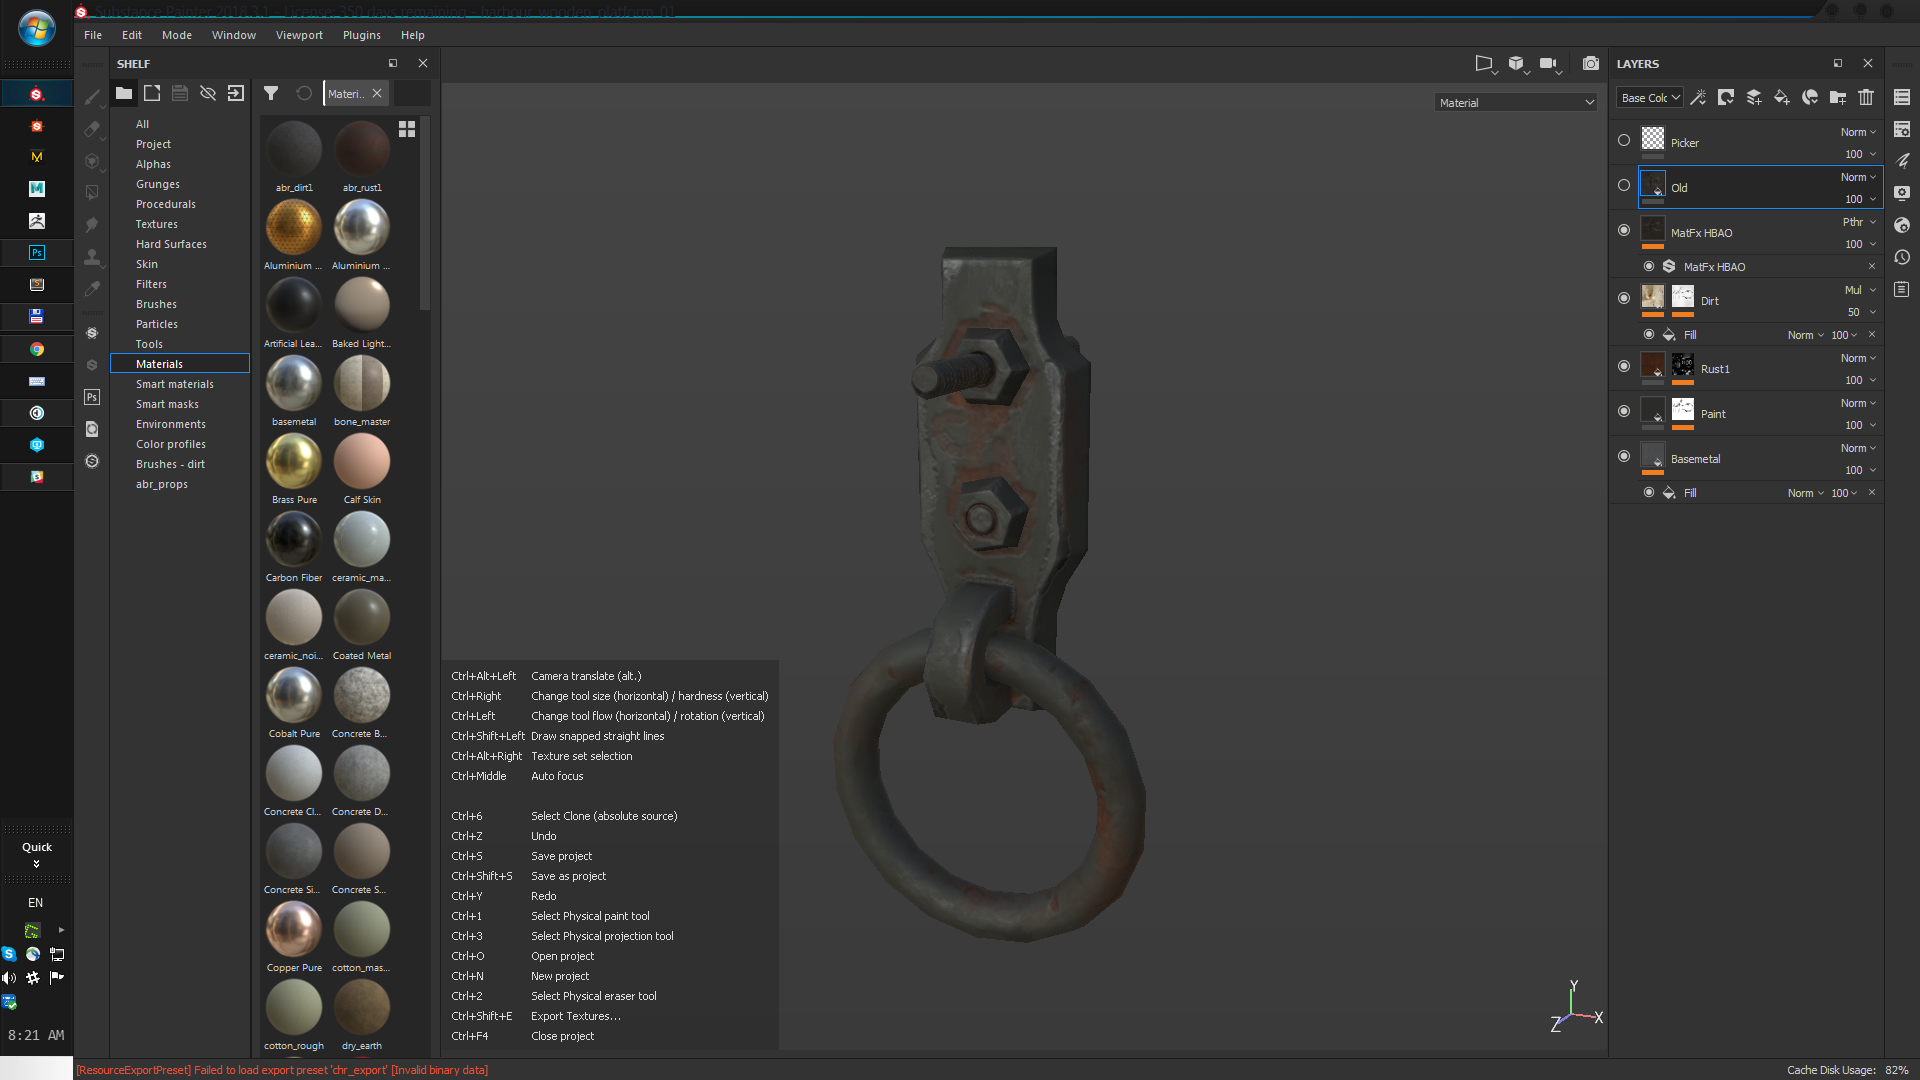 Substance Painter 2018.3.1 - License: 350 days remaining - harbour_wooden_platform_01
File Edit Mode Window Viewport Plugins Help
SHELF
Materi..
All
Project
Alphas
Grunges
Procedurals
Textures
Hard Surfaces
Skin
Filters
Brushes
Particles
Tools
Materials
Smart materials
Smart masks
Environments
Color profiles
Brushes - dirt
abr_props
abr_dirt1 abr_rust1
Aluminium ... Aluminium ...
Artificial Lea... Baked Light...
basemetal bone_master
Brass Pure Calf Skin
Carbon Fiber ceramic_ma...
ceramic_noi... Coated Metal
Cobalt Pure Concrete B...
Concrete Cl... Concrete D...
Concrete Si... Concrete S...
Copper Pure cotton_mas...
cotton_rough dry_earth
Material
Ctrl+Alt+Left Camera translate (alt.)
Ctrl+Right Change tool size (horizontal) / hardness (vertical)
Ctrl+Left Change tool flow (horizontal) / rotation (vertical)
Ctrl+Shift+Left Draw snapped straight lines
Ctrl+Alt+Right Texture set selection
Ctrl+Middle Auto focus
Ctrl+6 Select Clone (absolute source)
Ctrl+Z Undo
Ctrl+S Save project
Ctrl+Shift+S Save as project
Ctrl+Y Redo
Ctrl+1 Select Physical paint tool
Ctrl+3 Select Physical projection tool
Ctrl+O Open project
Ctrl+N New project
Ctrl+2 Select Physical eraser tool
Ctrl+Shift+E Export Textures...
Ctrl+F4 Close project
Y
Z X
LAYERS
Base Colo
Picker Norm 100
Old Norm 100
MatFx HBAO Pthr 100
MatFx HBAO
Dirt Mul 50
Fill Norm 100
Rust1 Norm 100
Paint Norm 100
Basemetal Norm 100
Fill Norm 100
Ps
Ps
Quick
EN
8:21 AM
[ResourceExportPreset] Failed to load export preset 'chr_export' [Invalid binary data]
Cache Disk Usage: 82%